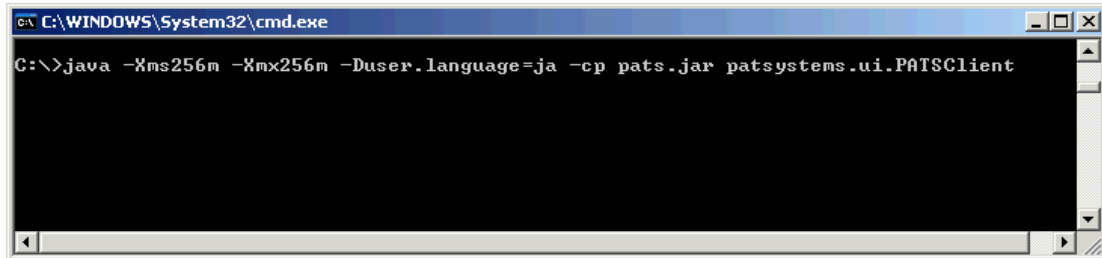 C:\WINDOWS\System32\cmd.exe
C:\>java -Xms256m -Xmx256m -Duser.language=ja -cp pats.jar patsystems.ui.PATSClient